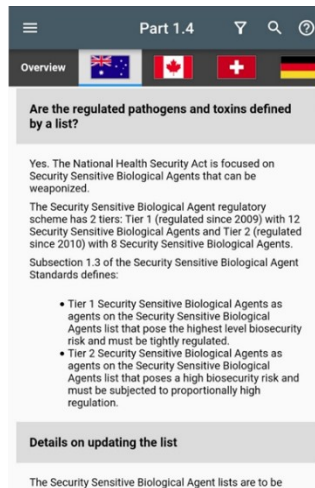 Part 1.4
Overview
Are the regulated pathogens and toxins defined
by a list?
Yes. The National Health Security Act is focused on
Security Sensitive Biological Agents that can be
weaponized.
The Security Sensitive Biological Agent regulatory
scheme has 2 tiers: Tier 1 (regulated since 2009) with 12
Security Sensitive Biological Agents and Tier 2 (regulated
since 2010) with 8 Security Sensitive Biological Agents.
Subsection 1.3 of the Security Sensitive Biological Agent
Standards defines:
• Tier 1 Security Sensitive Biological Agents as
agents on the Security Sensitive Biological
Agents list that pose the highest level biosecurity
risk and must be tightly regulated.
• Tier 2 Security Sensitive Biological Agents as
agents on the Security Sensitive Biological
Agents list that poses a high biosecurity risk and
must be subjected to proportionally high
regulation.
Details on updating the list
The Security Sensitive Biological Agent lists are to be